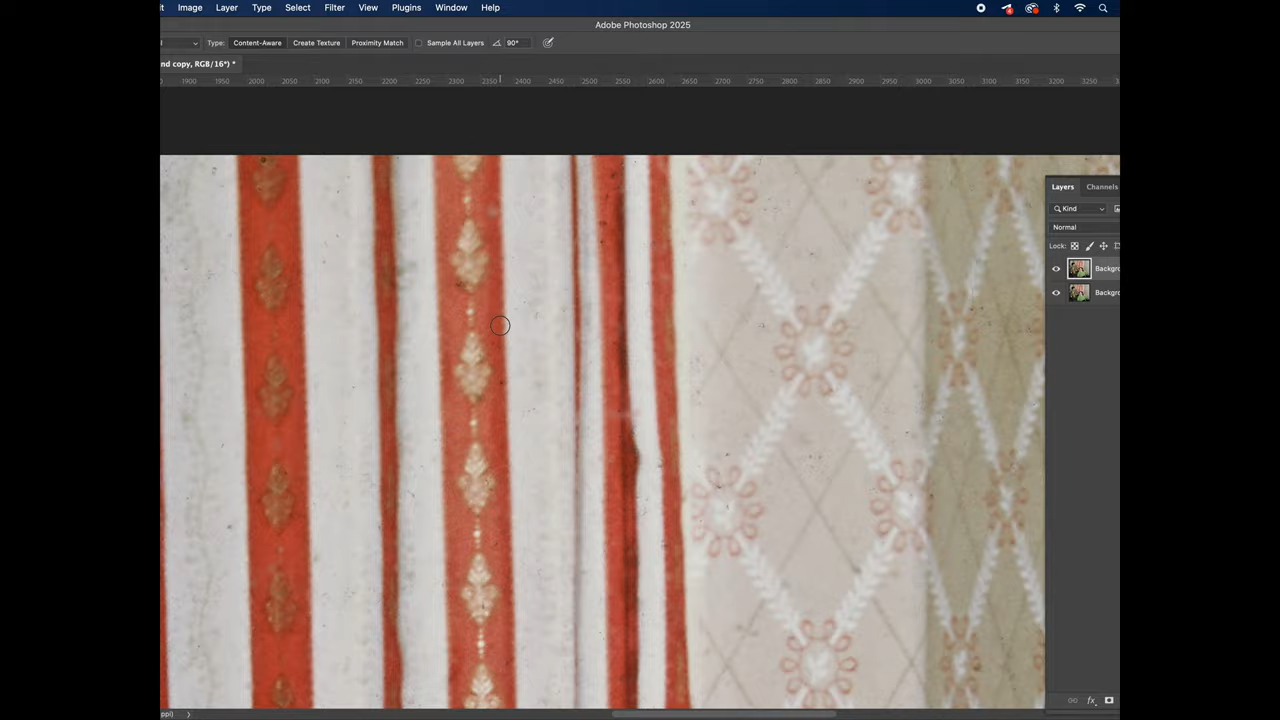 Image Layer Type Select Filter View Plugins Window Help
Adobe Photoshop 2025
Type: Content-Aware Create Texture Proximity Match Sample All Layers 90°
nd copy, RGB/16*) *
1900 1950 2000 2050 2100 2150 2200 2250 2300 2350 2400 2450 2500 2550 2600 2650 2700 2750 2800 2850 2900 2950 3000 3050 3100 3150 3200 3250
Layers Channels
Kind
Normal
Lock:
Backgro
Backgro
fx
ppi)